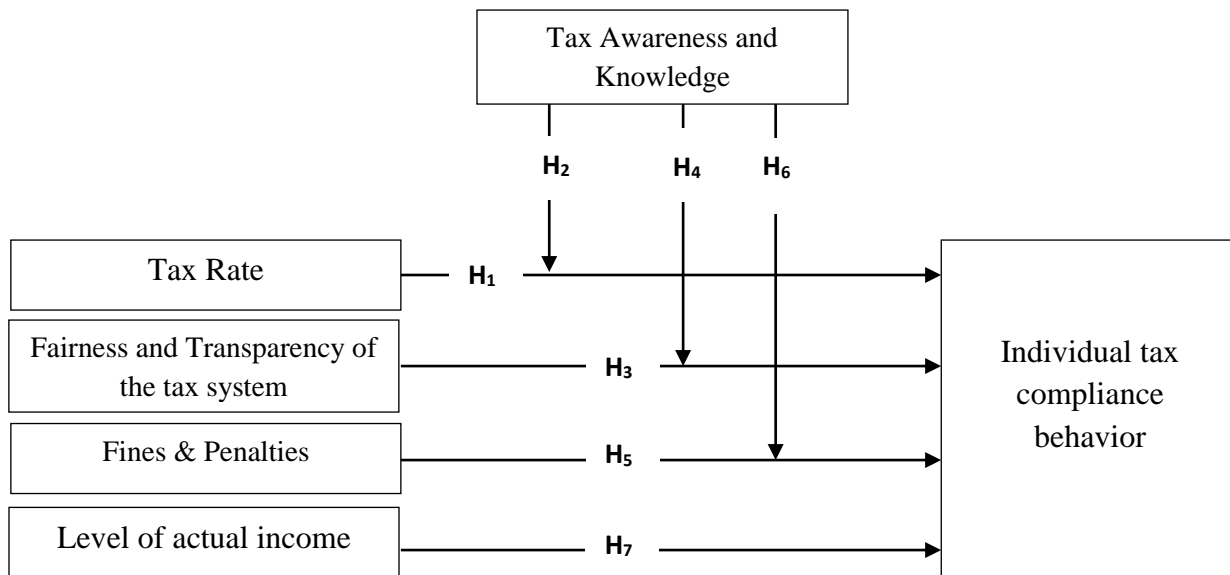 Tax Awareness and
Knowledge
H₂
H₄
H₆
Tax Rate
H₁
Fairness and Transparency of
the tax system
H₃
Fines & Penalties
H₅
Level of actual income
H₇
Individual tax
compliance
behavior